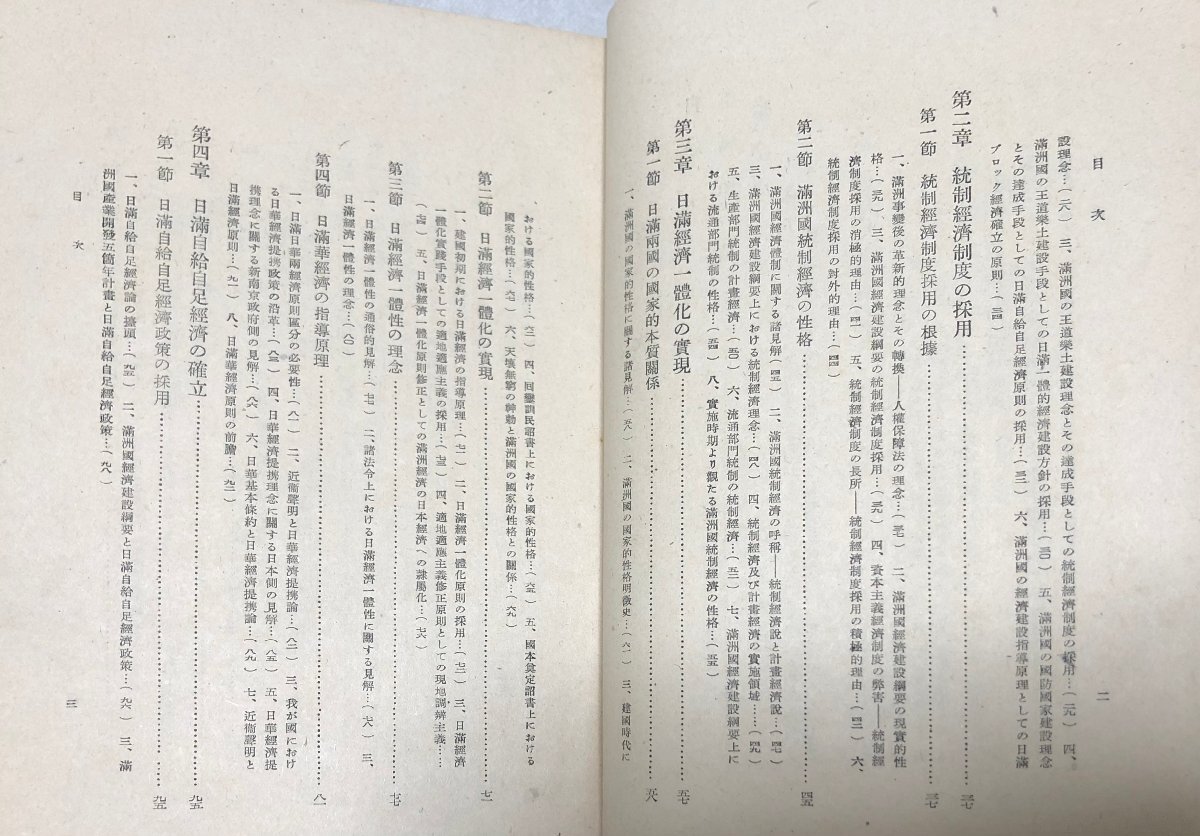 目次
二
設理念…(二六) 三、滿洲國の王道樂土建設理念とその達成手段としての統制經濟制度の採用…(二九) 四、
滿洲國の王道樂土建設手段としての日滿一體的經濟建設方針の採用…(三〇) 五、滿洲國の國防國家建設理念
とその達成手段としての日滿自給自足經濟原則の採用…(三二) 六、滿洲國の經濟建設指導原理としての日滿
ブロック經濟確立の原則…(三四)
第二章 統制經濟制度の採用……三七
第一節 統制經濟制度採用の根據……三七
一、滿洲事變後の革新的理念とその轉換——人權保障法の理念…(三七) 二、滿洲國經濟建設綱要の現實的性
格…(三九) 三、滿洲國經濟建設綱要の統制經濟制度採用…(三九) 四、資本主義經濟制度の弊害——統制經
濟制度採用の消極的理由…(四一) 五、統制經濟制度の長所——統制經濟制度採用の積極的理由…(四二) 六、
統制經濟制度採用の對外的理由…(四四)
第二節 滿洲國統制經濟の性格……四五
一、滿洲國經濟體制に關する諸見解…(四五) 二、滿洲國統制經濟の呼稱——統制經濟說と計畫經濟說…(四七)
三、滿洲國經濟建設綱要上における統制經濟理念…(四八) 四、統制經濟及び計畫經濟の實施領域……(四九)
五、生產部門統制の計畫經濟…(五〇) 六、流通部門統制の統制經濟…(五二) 七、滿洲國經濟建設綱要上に
おける流通部門統制の性格…(五四) 八、實施時期より觀たる滿洲國統制經濟の性格…(五五)
第三章 日滿經濟一體化の實現……五七
第一節 日滿兩國の國家的本質關係……五八
一、滿洲國の國家的性格に關する諸見解…(五八) 二、滿洲國の國家的性格明徵史…(六一) 三、建國時代に
おける國家的性格…(六二) 四、回鑾訓民詔書上における國家的性格…(六五) 五、國本奠定詔書上における
國家的性格…(六七) 六、天壤無窮の神勅と滿洲國の國家的性格との關係…(六九)
第二節 日滿經濟一體化の實現……七一
一、建國初期における日滿經濟の指導原理…(七一) 二、日滿經濟一體化原則の採用…(七二) 三、日滿經濟
一體化實踐手段としての適地適應主義の採用…(七三) 四、適地適應主義修正原則としての現地調辨主義……
(七四) 五、日滿經濟一體化原則修正としての滿洲經濟の日本經濟への隷屬化…(七六)
第三節 日滿經濟一體性の理念……七七
一、日滿經濟一體性の通俗的見解…(七七) 二、諸法令上における日滿經濟一體性に關する見解…(七八) 三、
日滿經濟一體性の理念…(八〇)
第四節 日滿華經濟の指導原理……八一
一、日滿日華兩經濟原則區分の必要性…(八一) 二、近衞聲明と日華經濟提携論…(八二) 三、我が國におけ
る日華經濟提携政策の沿革…(八三) 四、日華經濟提携理念に關する日本側の見解…(八五) 五、日華經濟提
携理念に關する新南京政府側の見解…(八六) 六、日華基本條約と日華經濟提携論…(八九) 七、近衞聲明と
日滿經濟原則…(九一) 八、日滿華經濟原則の前瞻…(九二)
第四章 日滿自給自足經濟の確立……九五
第一節 日滿自給自足經濟政策の採用……九五
一、日滿自給自足經濟論の擡頭…(九五) 二、滿洲國經濟建設綱要と日滿自給自足經濟政策…(九六) 三、滿
洲國產業開發五箇年計畫と日滿自給自足經濟政策…(九八)
目次
三